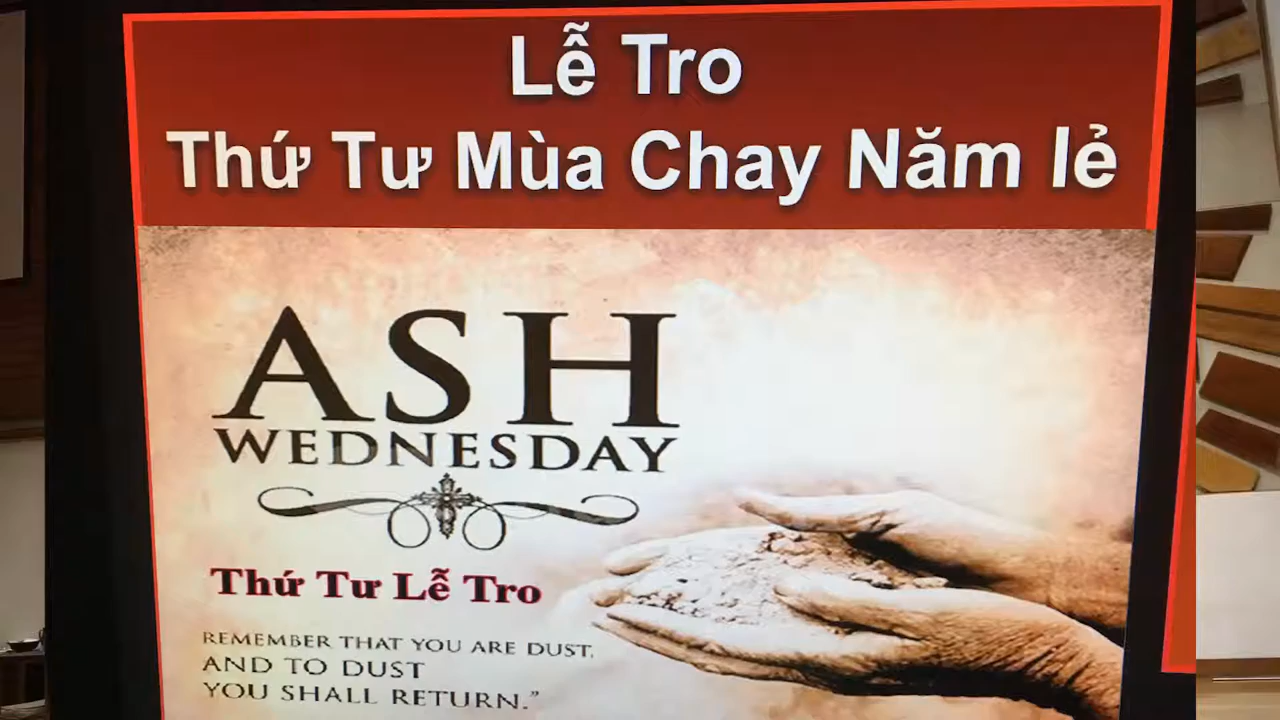 Lễ Tro
Thứ Tư Mùa Chay Năm lẻ
ASH
WEDNESDAY
Thứ Tư Lễ Tro
REMEMBER THAT YOU ARE DUST,
AND TO DUST
YOU SHALL RETURN.”